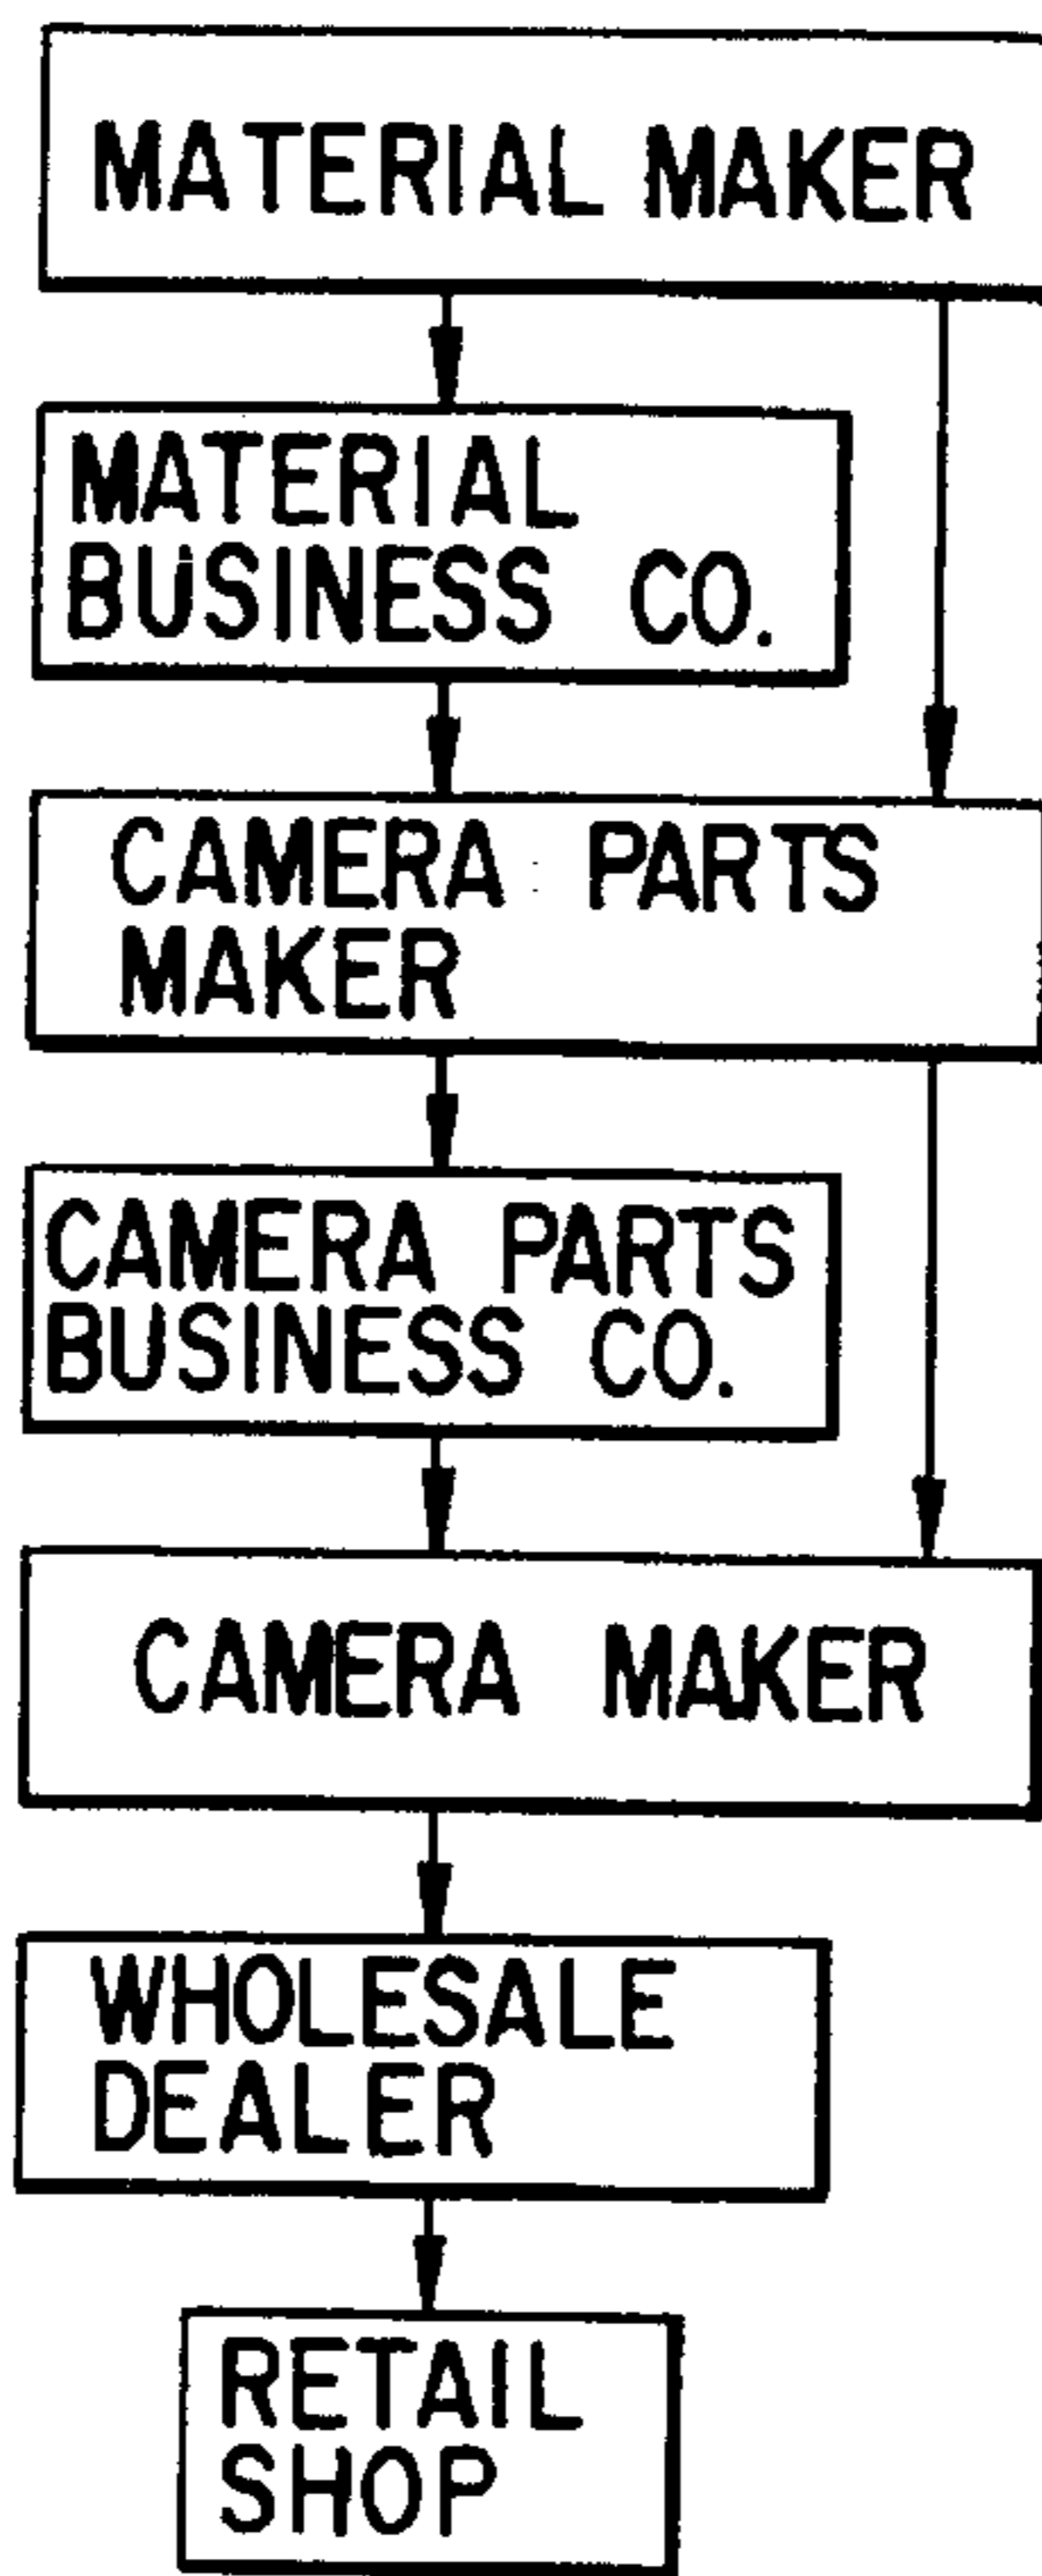 MATERIAL MAKER
MATERIAL
BUSINESS CO.
CAMERA PARTS
MAKER
CAMERA PARTS
BUSINESS CO.
CAMERA MAKER
WHOLESALE
DEALER
RETAIL
SHOP